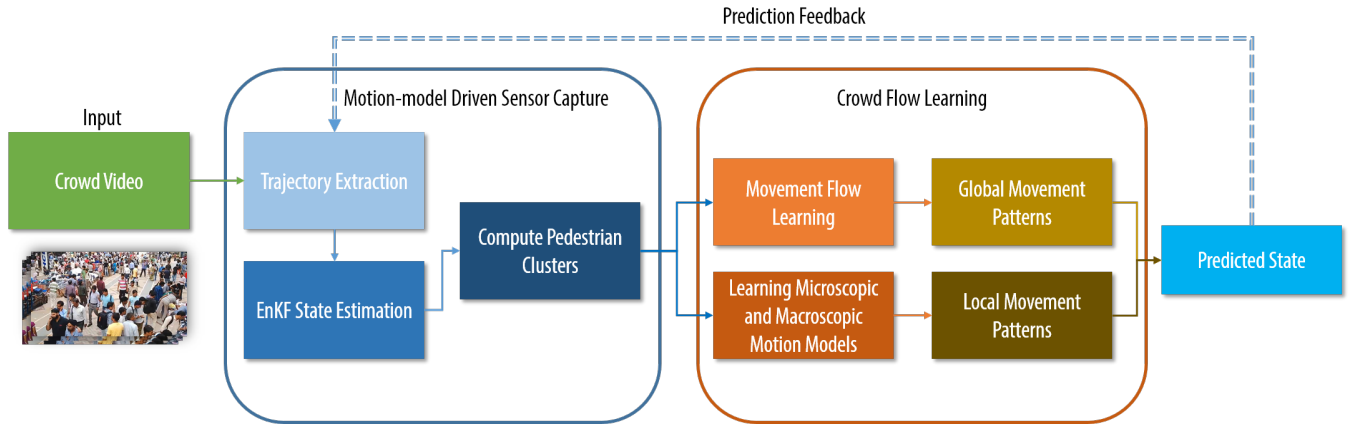 Prediction Feedback
Motion-model Driven Sensor Capture
Crowd Flow Learning
Input
Crowd Video
Trajectory Extraction
EnKF State Estimation
Compute Pedestrian
Clusters
Movement Flow
Learning
Global Movement
Patterns
Learning Microscopic
and Macroscopic
Motion Models
Local Movement
Patterns
Predicted State